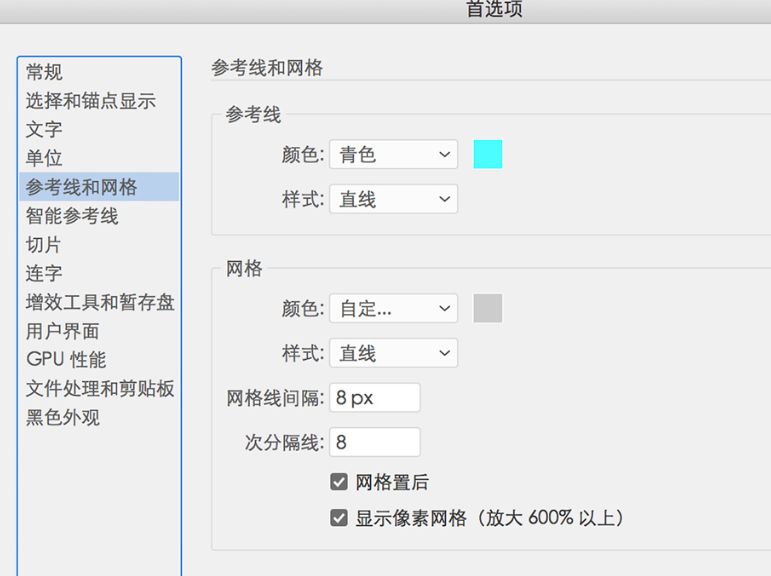 首选项
常规
选择和锚点显示
文字
单位
参考线和网格
智能参考线
切片
连字
增效工具和暂存盘
用户界面
GPU 性能
文件处理和剪贴板
黑色外观
参考线和网格
参考线
颜色: 青色
样式: 直线
网格
颜色: 自定...
样式: 直线
网格线间隔: 8 px
次分隔线: 8
网格置后
显示像素网格（放大 600% 以上）